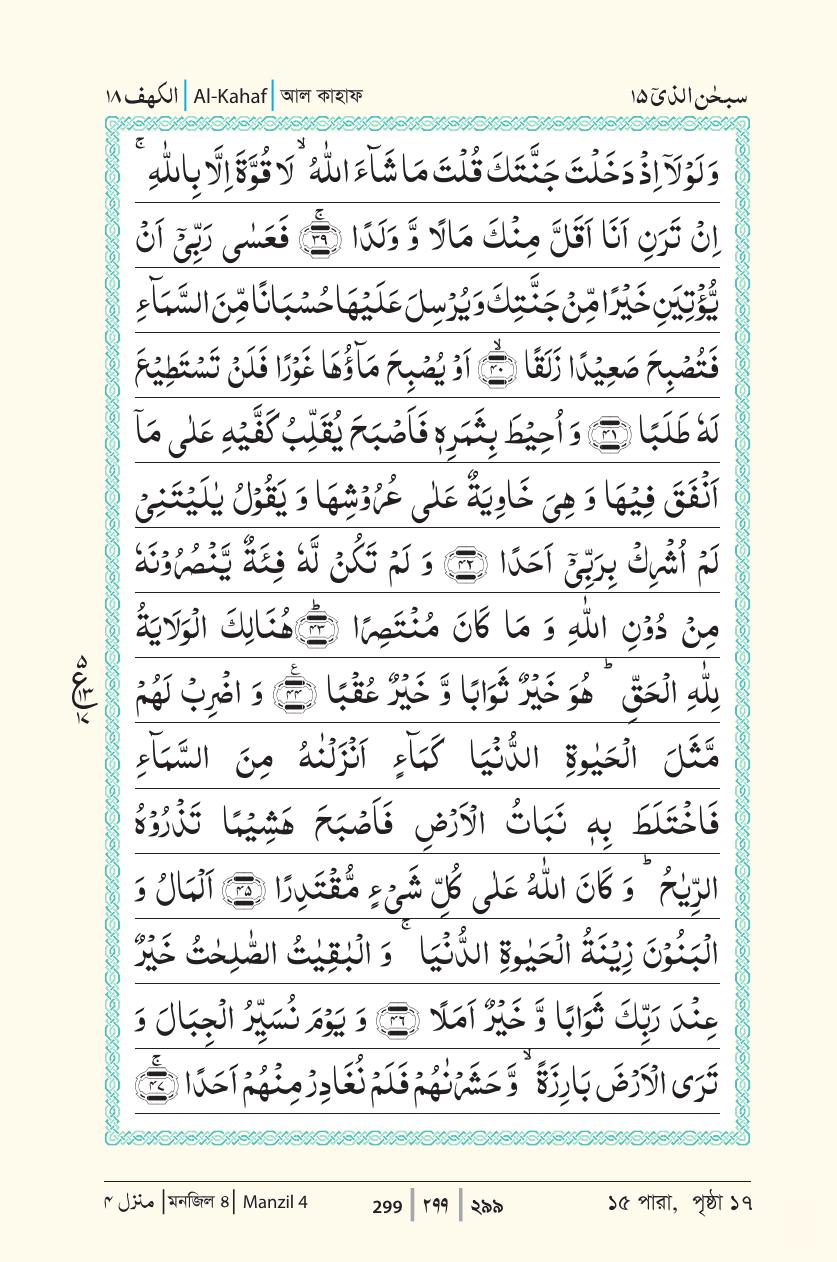 الكهف ۱۸ | Al-Kahaf | আল কাহাফ سبحٰن الذیٓ ۱۵
وَلَوْلَاۤ اِذْ دَخَلْتَ جَنَّتَكَ قُلْتَ مَا شَآءَ اللّٰهُ ۙ لَا قُوَّةَ اِلَّا بِاللّٰهِ ۚ
اِنْ تَرَنِ اَنَا اَقَلَّ مِنْكَ مَالًا وَّ وَلَدًا ﴿ۚ۳۹﴾ فَعَسٰی رَبِّیْۤ اَنْ
یُّؤْتِیَنِ خَیْرًا مِّنْ جَنَّتِكَ وَ یُرْسِلَ عَلَیْهَا حُسْبَانًا مِّنَ السَّمَآءِ
فَتُصْبِحَ صَعِیْدًا زَلَقًا ﴿ۙ۴۰﴾ اَوْ یُصْبِحَ مَآؤُهَا غَوْرًا فَلَنْ تَسْتَطِیْعَ
لَهٗ طَلَبًا ﴿۴۱﴾ وَ اُحِیْطَ بِثَمَرِهٖ فَاَصْبَحَ یُقَلِّبُ كَفَّیْهِ عَلٰی مَاۤ
اَنْفَقَ فِیْهَا وَ هِیَ خَاوِیَةٌ عَلٰی عُرُوْشِهَا وَ یَقُوْلُ یٰلَیْتَنِیْ
لَمْ اُشْرِكْ بِرَبِّیْۤ اَحَدًا ﴿۴۲﴾ وَ لَمْ تَكُنْ لَّهٗ فِئَةٌ یَّنْصُرُوْنَهٗ
مِنْ دُوْنِ اللّٰهِ وَ مَا كَانَ مُنْتَصِرًا ﴿ؕ۴۳﴾ هُنَالِكَ الْوَلَایَةُ
لِلّٰهِ الْحَقِّ ؕ هُوَ خَیْرٌ ثَوَابًا وَّ خَیْرٌ عُقْبًا ﴿۴۴﴾ وَ اضْرِبْ لَهُمْ
۵
ع
۱۳
۱۷
مَّثَلَ الْحَیٰوةِ الدُّنْیَا كَمَآءٍ اَنْزَلْنٰهُ مِنَ السَّمَآءِ
فَاخْتَلَطَ بِهٖ نَبَاتُ الْاَرْضِ فَاَصْبَحَ هَشِیْمًا تَذْرُوْهُ
الرِّیٰحُ ؕ وَ كَانَ اللّٰهُ عَلٰی كُلِّ شَیْءٍ مُّقْتَدِرًا ﴿۴۵﴾ اَلْمَالُ وَ
الْبَنُوْنَ زِیْنَةُ الْحَیٰوةِ الدُّنْیَا ۚ وَ الْبٰقِیٰتُ الصّٰلِحٰتُ خَیْرٌ
عِنْدَ رَبِّكَ ثَوَابًا وَّ خَیْرٌ اَمَلًا ﴿۴۶﴾ وَ یَوْمَ نُسَیِّرُ الْجِبَالَ وَ
تَرَی الْاَرْضَ بَارِزَةً ۙ وَّ حَشَرْنٰهُمْ فَلَمْ نُغَادِرْ مِنْهُمْ اَحَدًا ﴿ۚ۴۷﴾
منزل ۴ | মনজিল ৪ | Manzil 4 299 | ۲۹۹ | ২৯৯ ১৫ পারা, পৃষ্ঠা ১৭